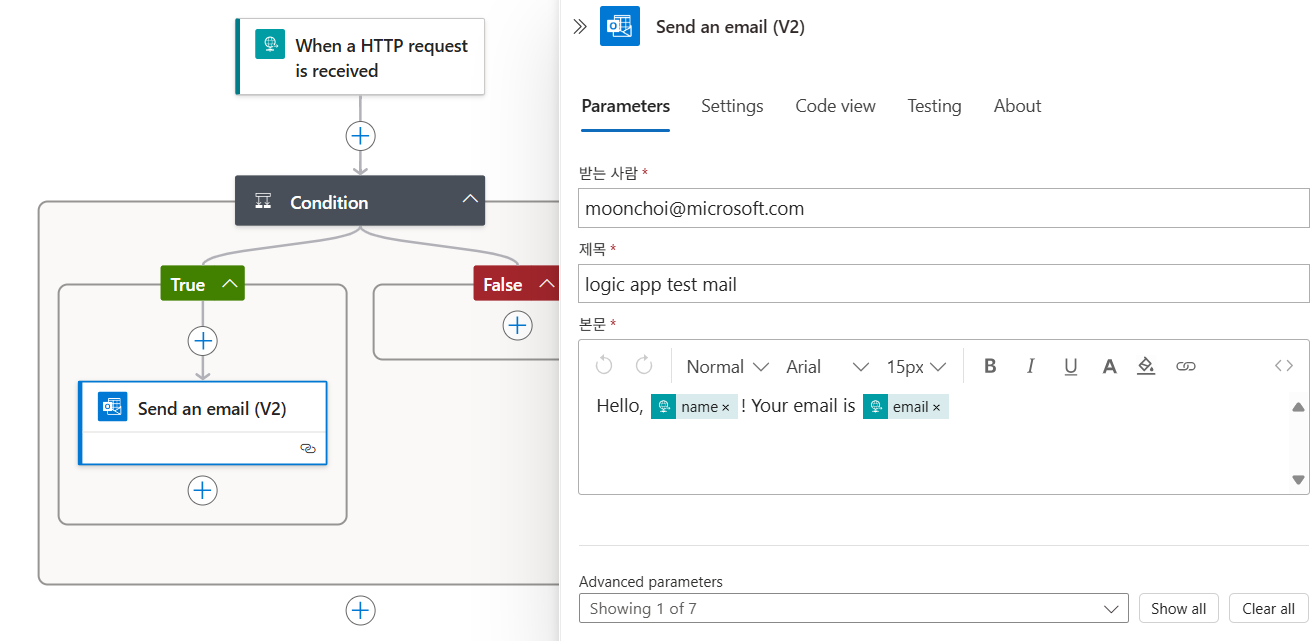 When a HTTP request
is received
Condition
True
False
Send an email (V2)
Send an email (V2)
Parameters Settings Code view Testing About
받는 사람 *
moonchoi@microsoft.com
제목 *
logic app test mail
본문 *
Normal Arial 15px B I U A
Hello, name × ! Your email is email ×
Advanced parameters
Showing 1 of 7 Show all Clear all